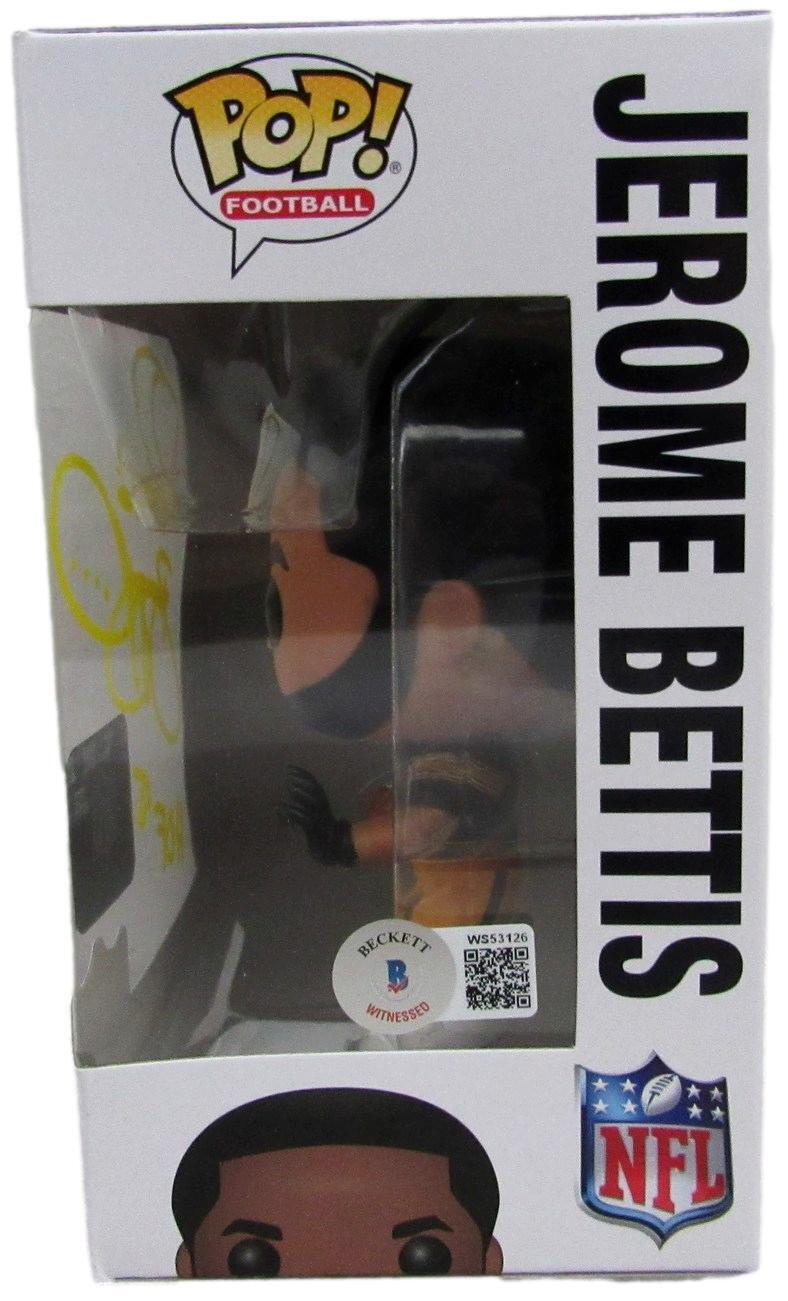 POP!®
FOOTBALL
JEROME BETTIS
BECKETT
B
WITNESSED
WS53126
NFL